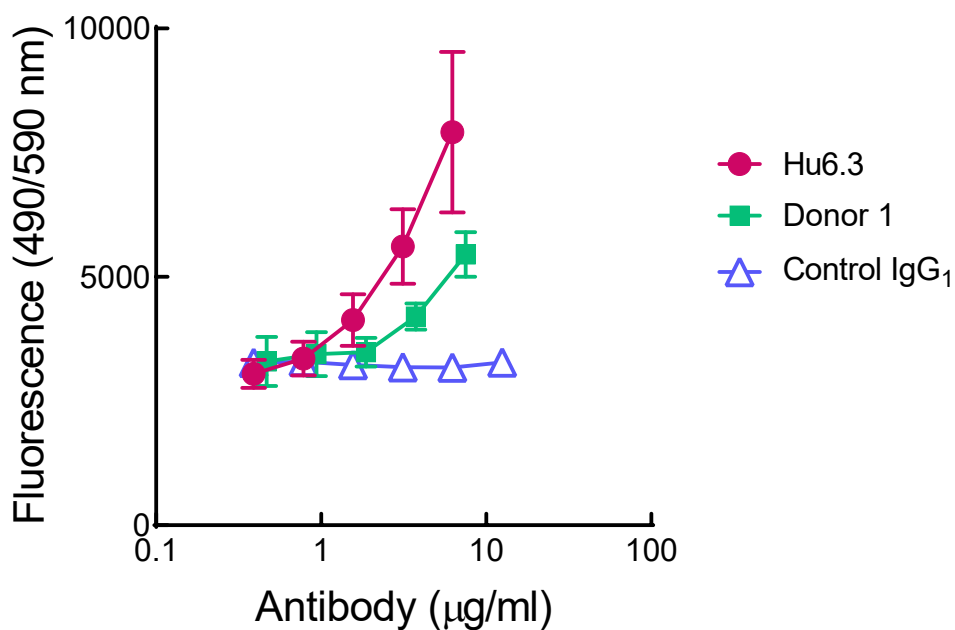 Fluorescence (490/590 nm)
10000
5000
0
0.1
1
10
100
Antibody (μg/ml)
Hu6.3
Donor 1
Control IgG₁